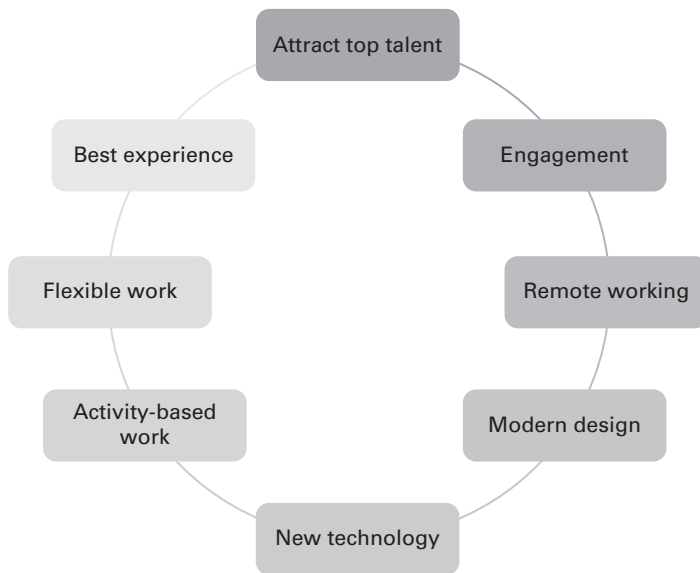 Attract top talent
Engagement
Remote working
Modern design
New technology
Activity-based
work
Flexible work
Best experience